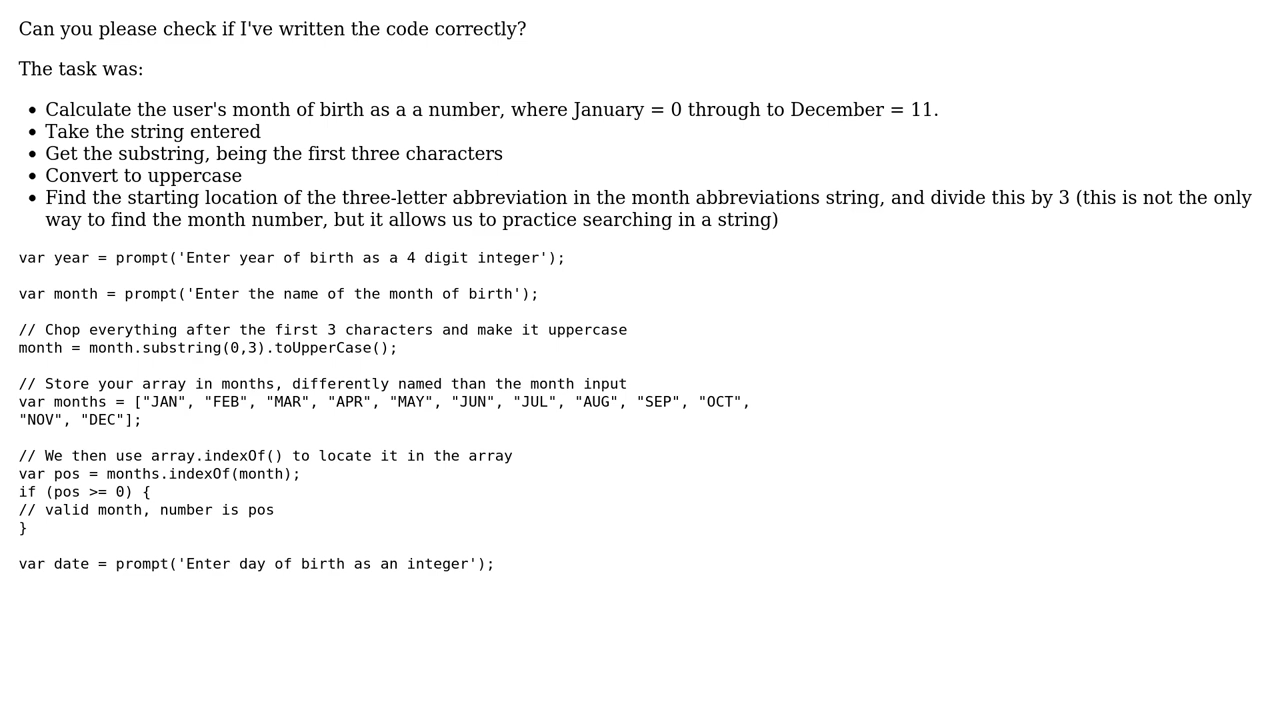 Can you please check if I've written the code correctly?
The task was:
• Calculate the user's month of birth as a a number, where January = 0 through to December = 11.
• Take the string entered
• Get the substring, being the first three characters
• Convert to uppercase
• Find the starting location of the three-letter abbreviation in the month abbreviations string, and divide this by 3 (this is not the only
way to find the month number, but it allows us to practice searching in a string)
var year = prompt('Enter year of birth as a 4 digit integer');
var month = prompt('Enter the name of the month of birth');
// Chop everything after the first 3 characters and make it uppercase
month = month.substring(0,3).toUpperCase();
// Store your array in months, differently named than the month input
var months = ["JAN", "FEB", "MAR", "APR", "MAY", "JUN", "JUL", "AUG", "SEP", "OCT",
"NOV", "DEC"];
// We then use array.indexOf() to locate it in the array
var pos = months.indexOf(month);
if (pos >= 0) {
// valid month, number is pos
}
var date = prompt('Enter day of birth as an integer');